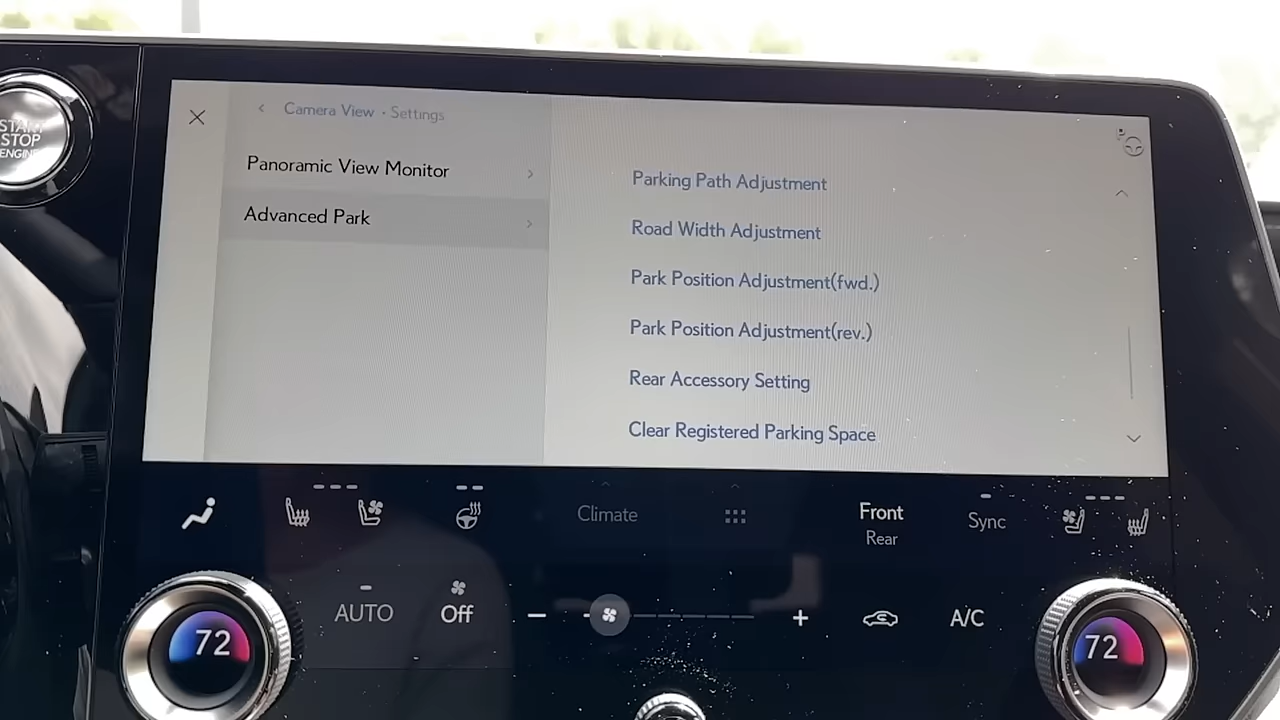 START
STOP
ENGINE
Camera View • Settings
Panoramic View Monitor
Advanced Park
Parking Path Adjustment
Road Width Adjustment
Park Position Adjustment(fwd.)
Park Position Adjustment(rev.)
Rear Accessory Setting
Clear Registered Parking Space
Climate
Front
Rear
Sync
AUTO
Off
A/C
72
72